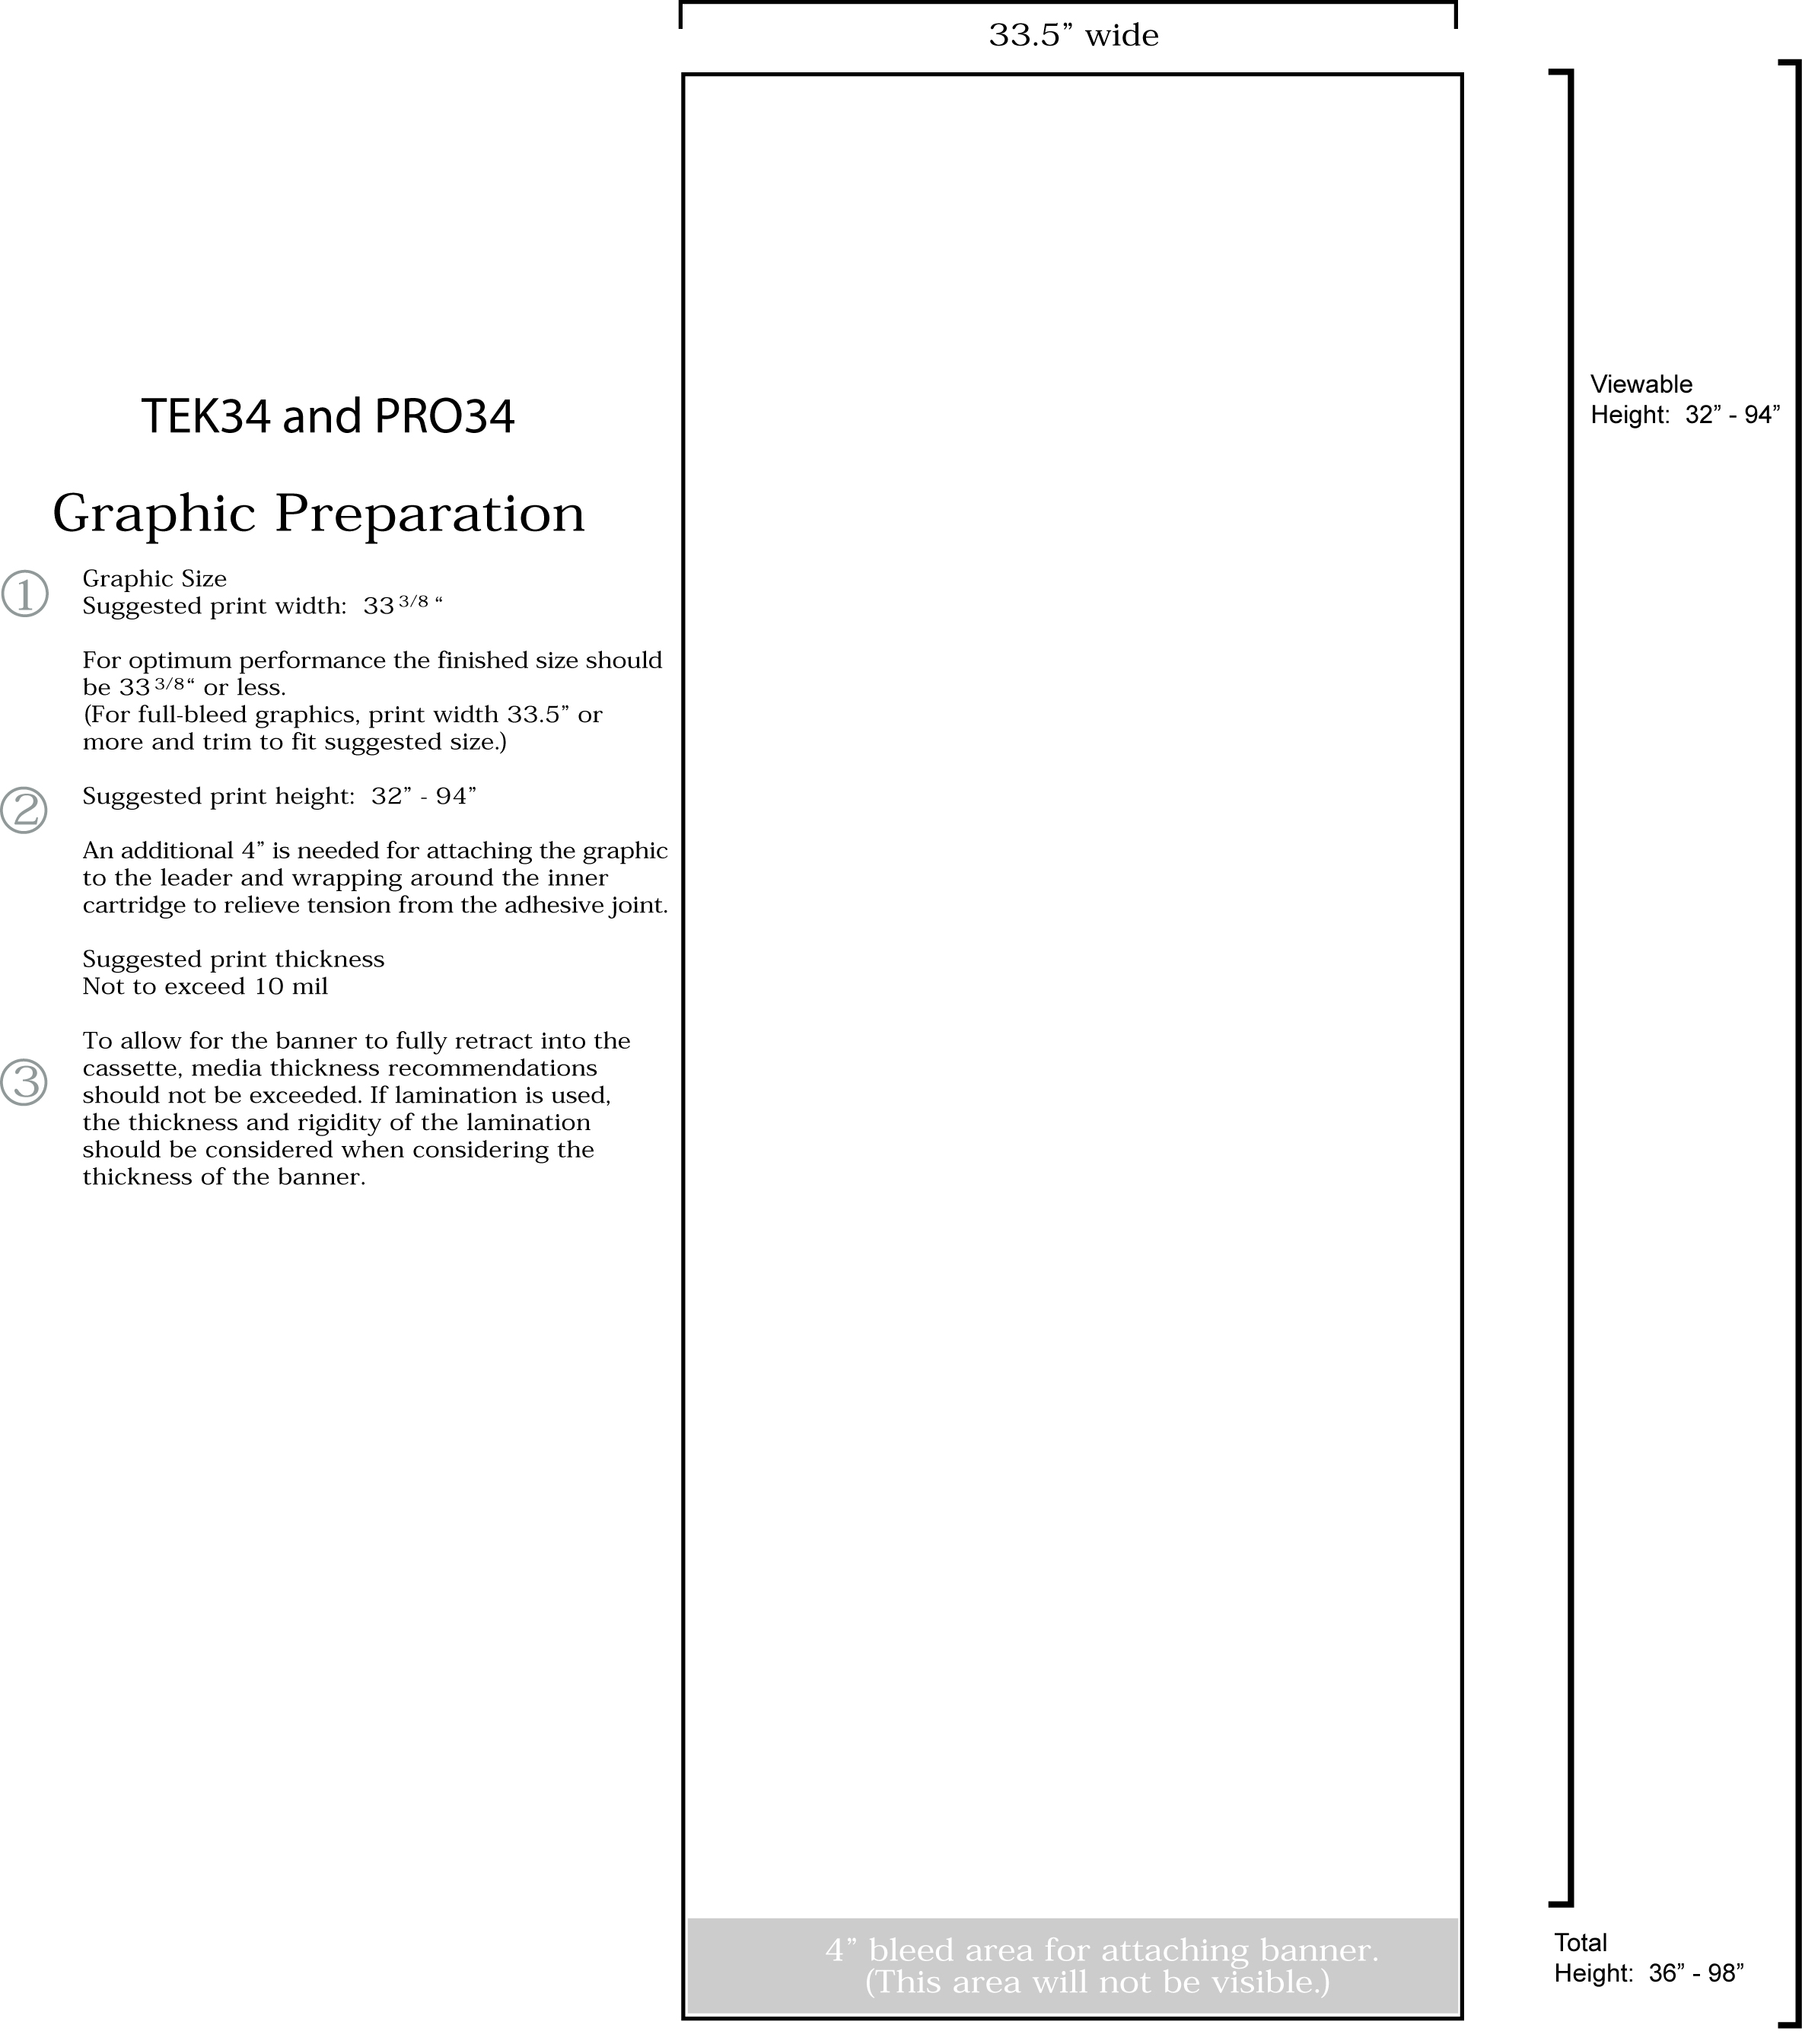 33.5” wide
TEK34 and PRO34
Graphic Preparation
① Graphic Size
Suggested print width:  33 3/8 “
For optimum performance the finished size should
be 33 3/8“ or less.
(For full-bleed graphics, print width 33.5” or
more and trim to fit suggested size.)
② Suggested print height:  32” - 94”
An additional 4” is needed for attaching the graphic
to the leader and wrapping around the inner
cartridge to relieve tension from the adhesive joint.
Suggested print thickness
Not to exceed 10 mil
③ To allow for the banner to fully retract into the
cassette, media thickness recommendations
should not be exceeded. If lamination is used,
the thickness and rigidity of the lamination
should be considered when considering the
thickness of the banner.
4” bleed area for attaching banner.
(This area will not be visible.)
Viewable
Height:  32” - 94”
Total
Height:  36” - 98”